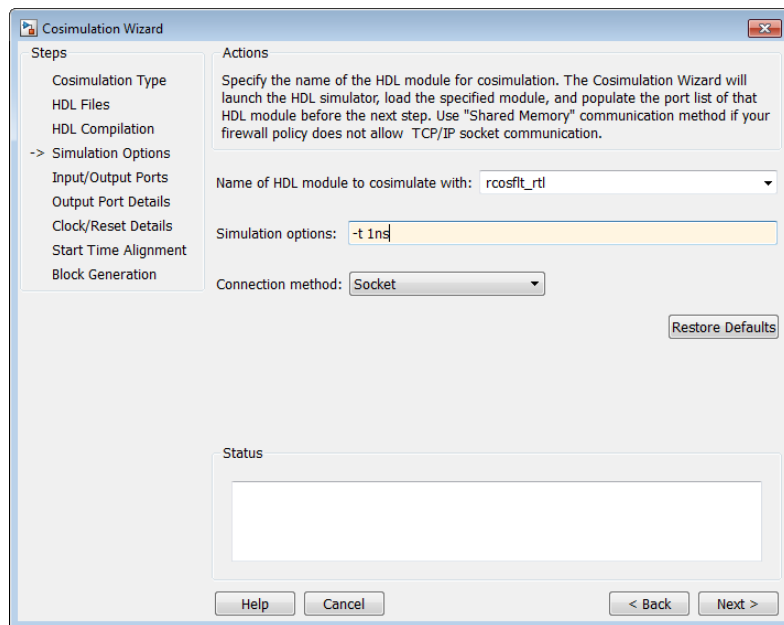 Cosimulation Wizard
Steps
Cosimulation Type
HDL Files
HDL Compilation
-> Simulation Options
Input/Output Ports
Output Port Details
Clock/Reset Details
Start Time Alignment
Block Generation
Actions
Specify the name of the HDL module for cosimulation. The Cosimulation Wizard will
launch the HDL simulator, load the specified module, and populate the port list of that
HDL module before the next step. Use "Shared Memory" communication method if your
firewall policy does not allow TCP/IP socket communication.
Name of HDL module to cosimulate with: rcosflt_rtl
Simulation options: -t 1ns
Connection method: Socket
Restore Defaults
Status
Help Cancel < Back Next >